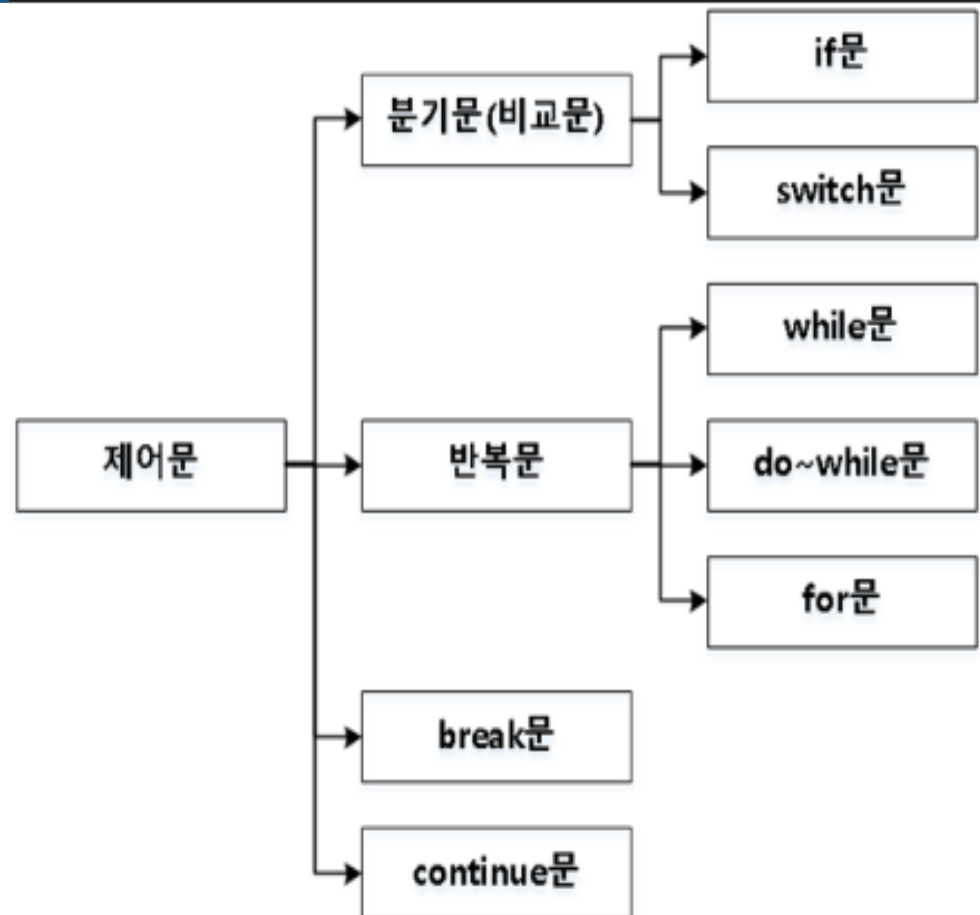 if문
분기문(비교문)
switch문
while문
제어문
반복문
do~while문
for문
break문
continue문